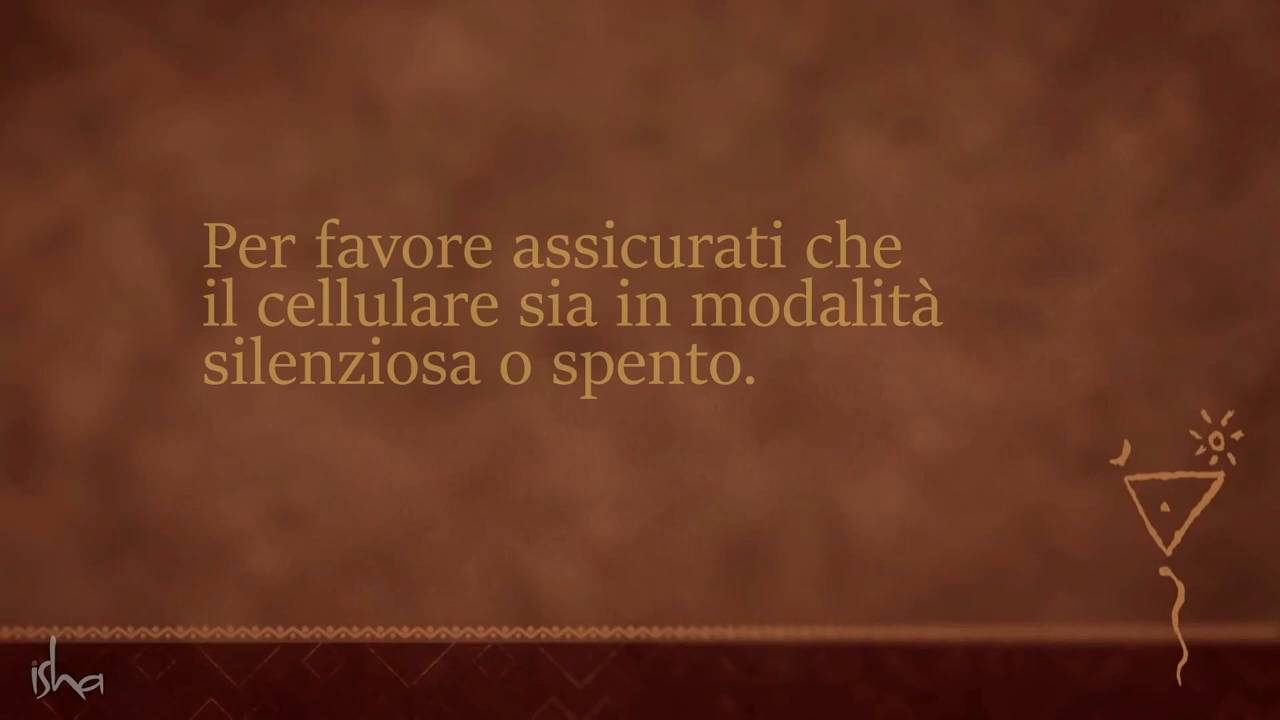 Per favore assicurati che
il cellulare sia in modalità
silenziosa o spento.
isha